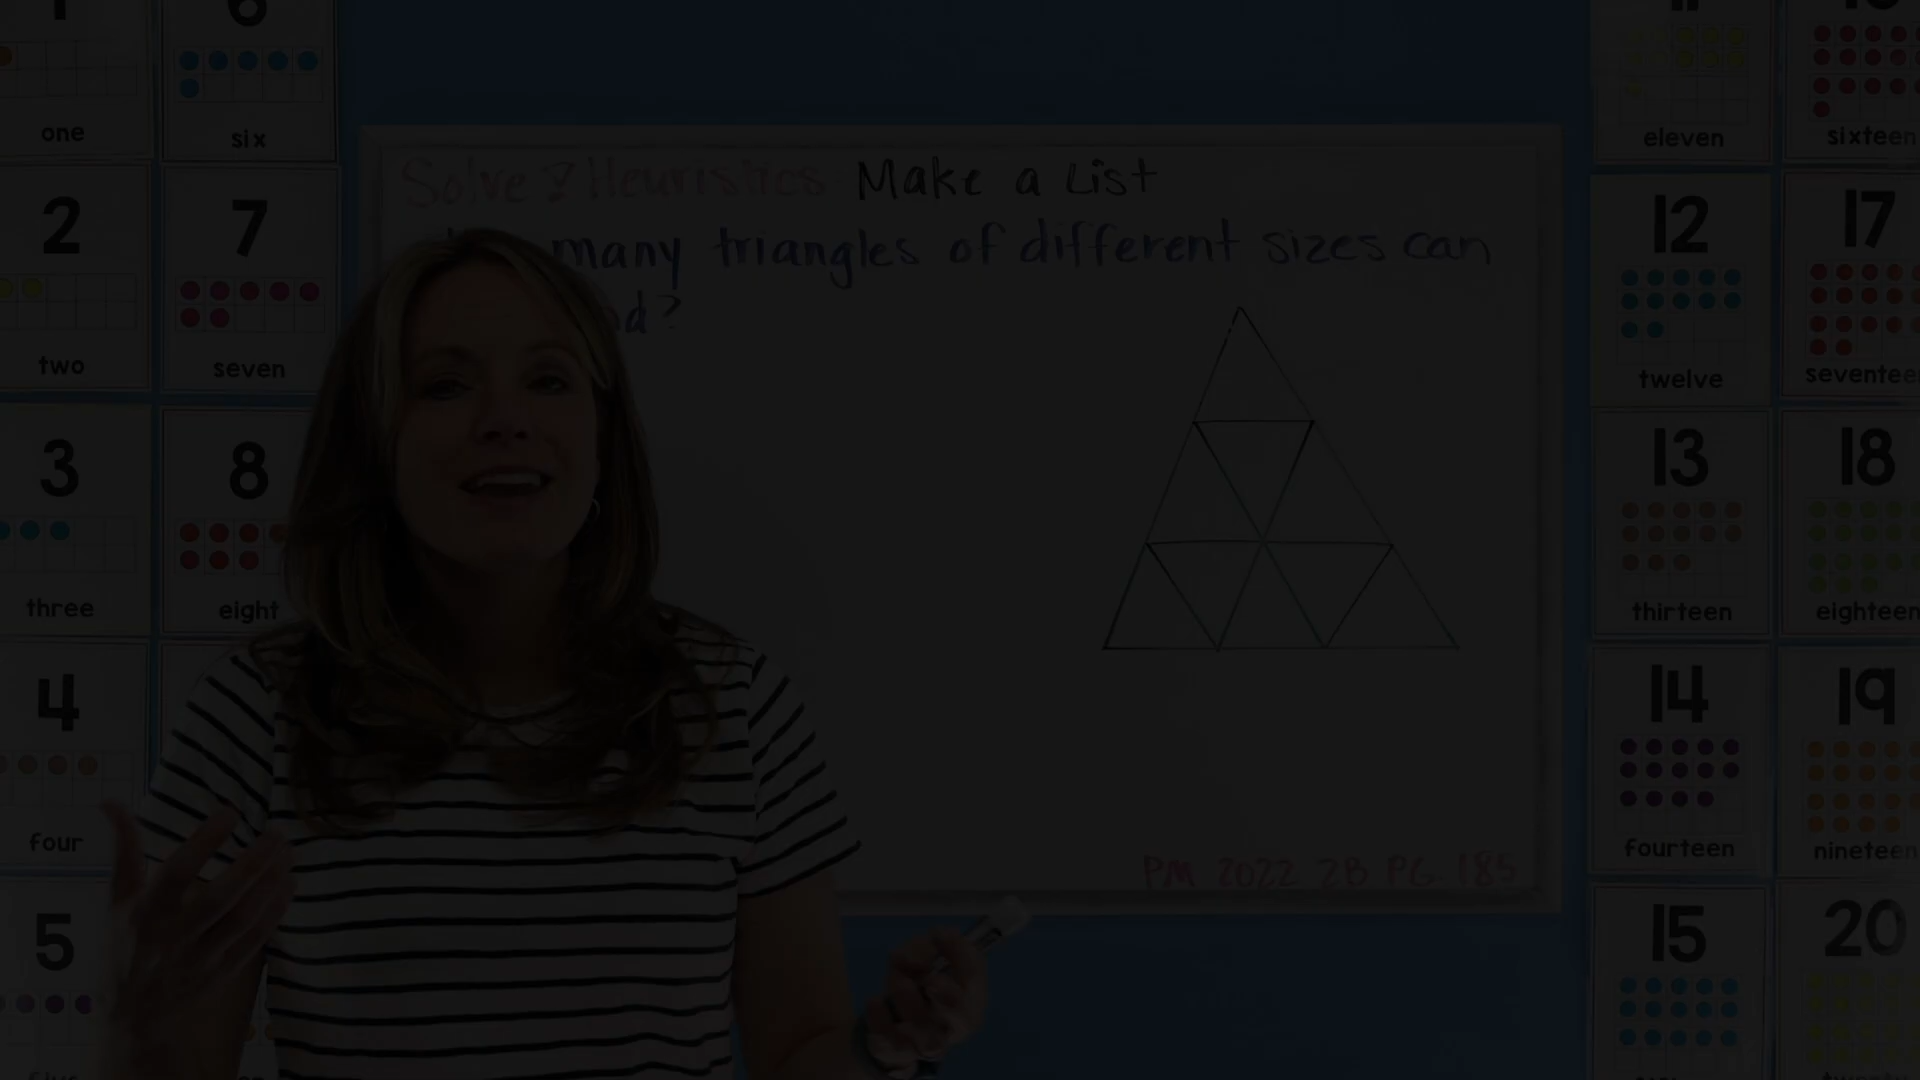 6
one
six
eleven
sixteen
Solve & Heuristics Make a List
many triangles of different sizes can
d?
2
7
12
17
two
seven
twelve
3
8
13
18
three
eight
thirteen
eighteen
4
14
19
four
fourteen
nineteen
PM 2022 2B PG. 185
5
15
20